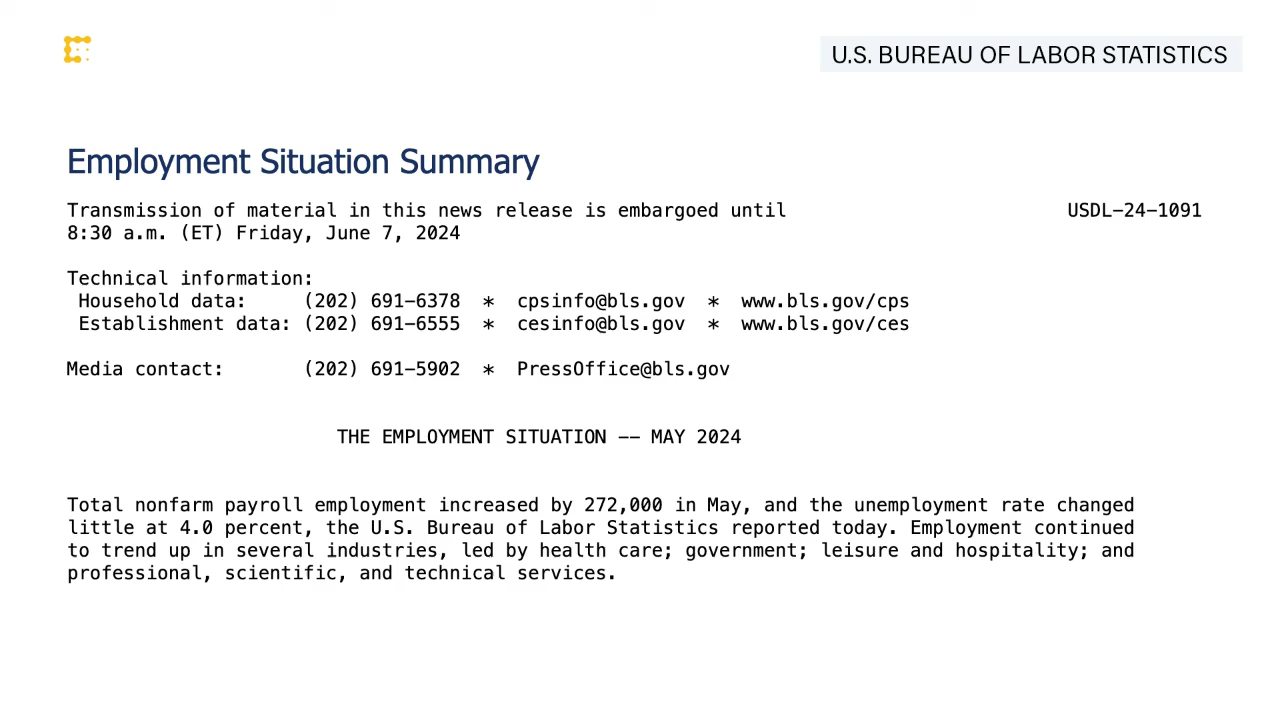 U.S. BUREAU OF LABOR STATISTICS
Employment Situation Summary
Transmission of material in this news release is embargoed until USDL-24-1091
8:30 a.m. (ET) Friday, June 7, 2024
Technical information:
Household data: (202) 691-6378 * cpsinfo@bls.gov * www.bls.gov/cps
Establishment data: (202) 691-6555 * cesinfo@bls.gov * www.bls.gov/ces
Media contact: (202) 691-5902 * PressOffice@bls.gov
THE EMPLOYMENT SITUATION -- MAY 2024
Total nonfarm payroll employment increased by 272,000 in May, and the unemployment rate changed
little at 4.0 percent, the U.S. Bureau of Labor Statistics reported today. Employment continued
to trend up in several industries, led by health care; government; leisure and hospitality; and
professional, scientific, and technical services.